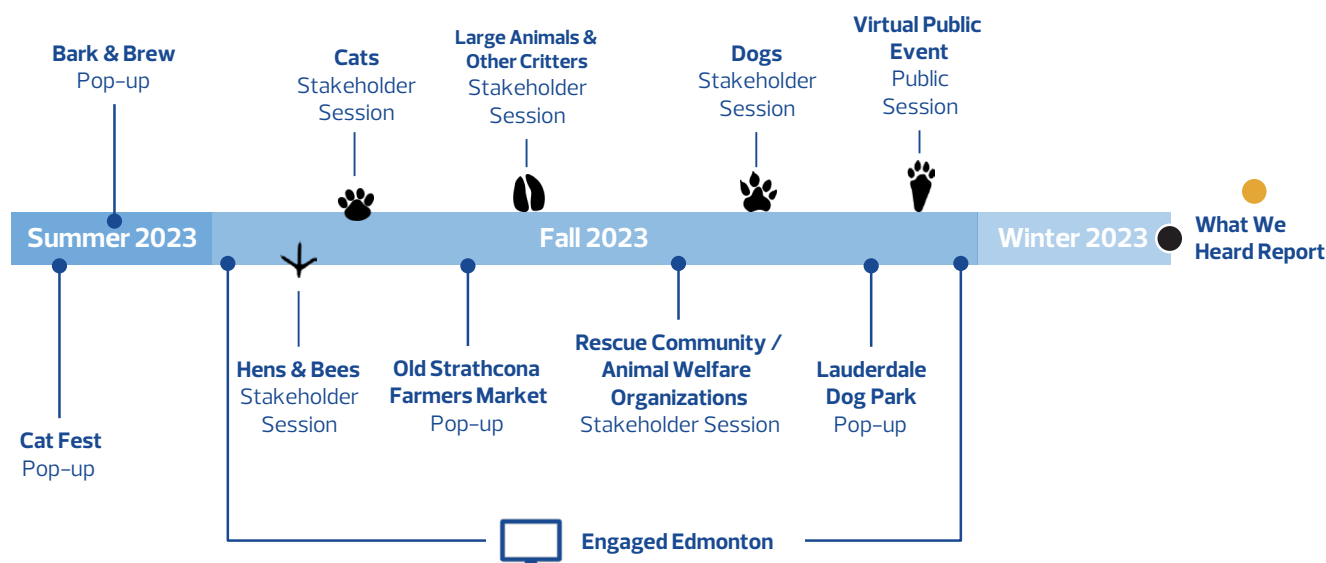 Bark & Brew
Pop-up
Cats
Stakeholder
Session
Large Animals &
Other Critters
Stakeholder
Session
Dogs
Stakeholder
Session
Virtual Public
Event
Public
Session
Summer 2023
Fall 2023
Winter 2023
What We
Heard Report
Cat Fest
Pop-up
Hens & Bees
Stakeholder
Session
Old Strathcona
Farmers Market
Pop-up
Rescue Community /
Animal Welfare
Organizations
Stakeholder Session
Lauderdale
Dog Park
Pop-up
Engaged Edmonton